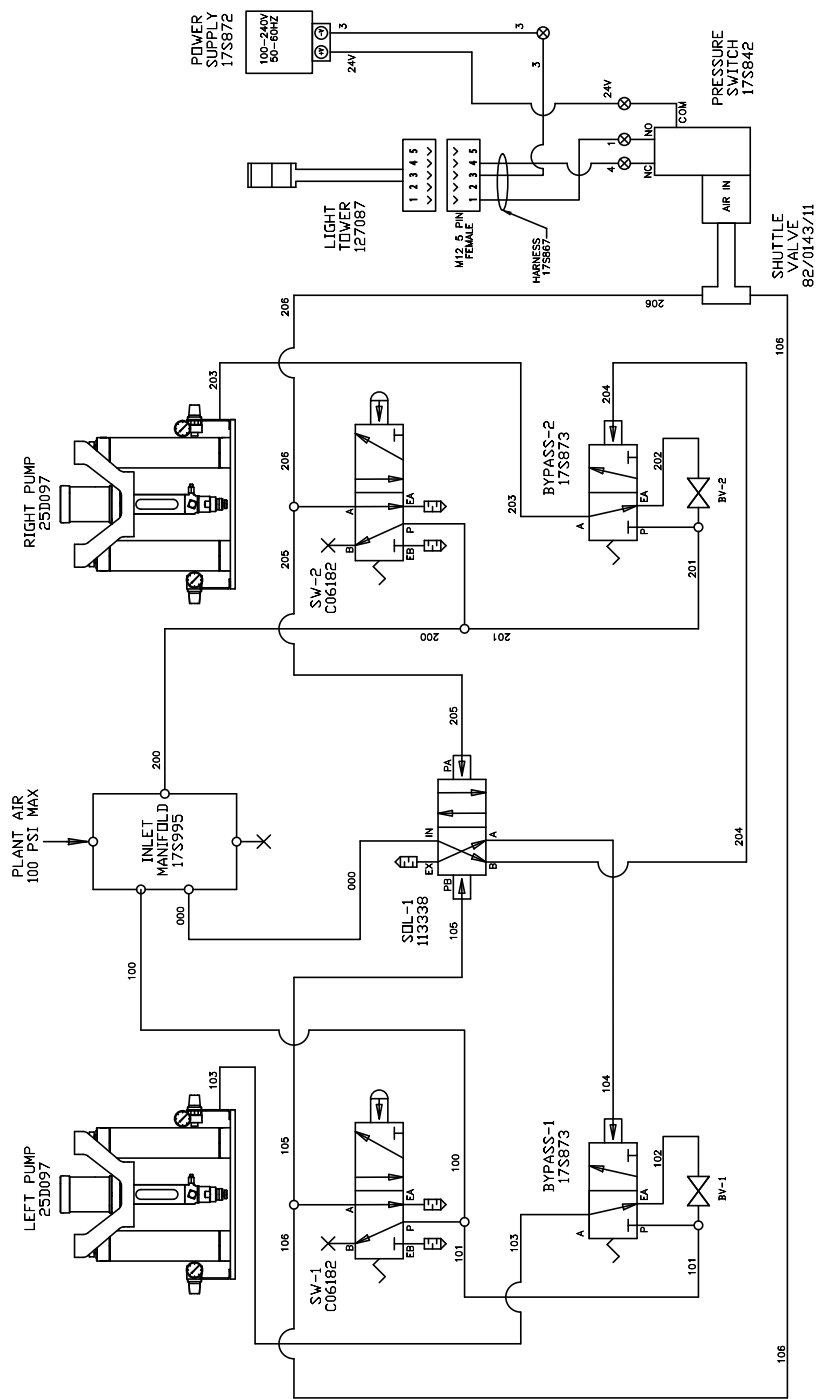 PLANT AIR
100 PSI MAX
INLET
MANIFOLD
17S995
LEFT PUMP
25D097
RIGHT PUMP
25D097
POWER
SUPPLY
17S872
100-240V
50-60HZ
-V
+V
3
24V
3
3
LIGHT
TOWER
127087
1 2 3 4 5
1 2 3 4 5
M12 5 PIN
FEMALE
HARNESS
17S867
24V
1
4
COM
NO
NC
PRESSURE
SWITCH
17S842
AIR IN
SHUTTLE
VALVE
82/0143/11
100
000
200
000
103
203
206
206
206
205
205
200
201
201
105
105
106
106
106
100
101
101
SW-1
C06182
A
B
EA
P
EB
SW-2
C06182
A
B
EA
P
EB
SOL-1
113338
IN
EX
PA
PB
A
B
104
204
204
BYPASS-1
17S873
A
EA
P
103
102
BV-1
BYPASS-2
17S873
A
EA
P
203
202
BV-2